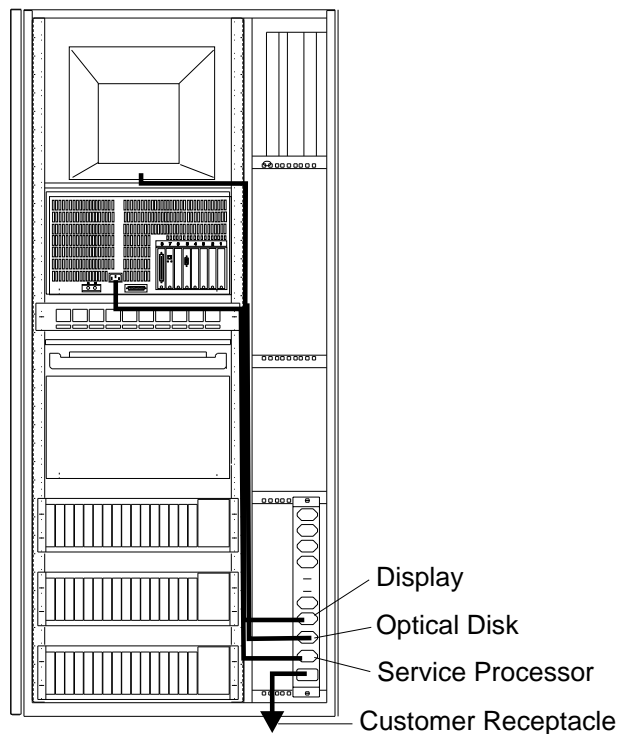 Display
Optical Disk
Service Processor
Customer Receptacle